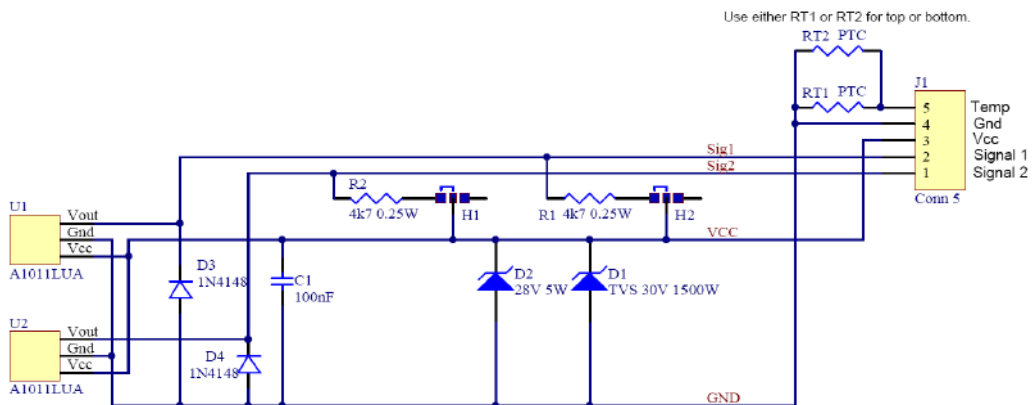 Use either RT1 or RT2 for top or bottom.
RT2 PTC
J1
RT1 PTC
5 Temp
4 Gnd
3 Vcc
2 Signal 1
1 Signal 2
Conn 5
Sig1
Sig2
R2
4k7 0.25W
H1
R1
4k7 0.25W
H2
VCC
U1
Vout
Gnd
Vcc
A1011LUA
D3
1N4148
C1
100nF
D2
28V 5W
D1
TVS 30V 1500W
U2
Vout
Gnd
Vcc
A1011LUA
D4
1N4148
GND